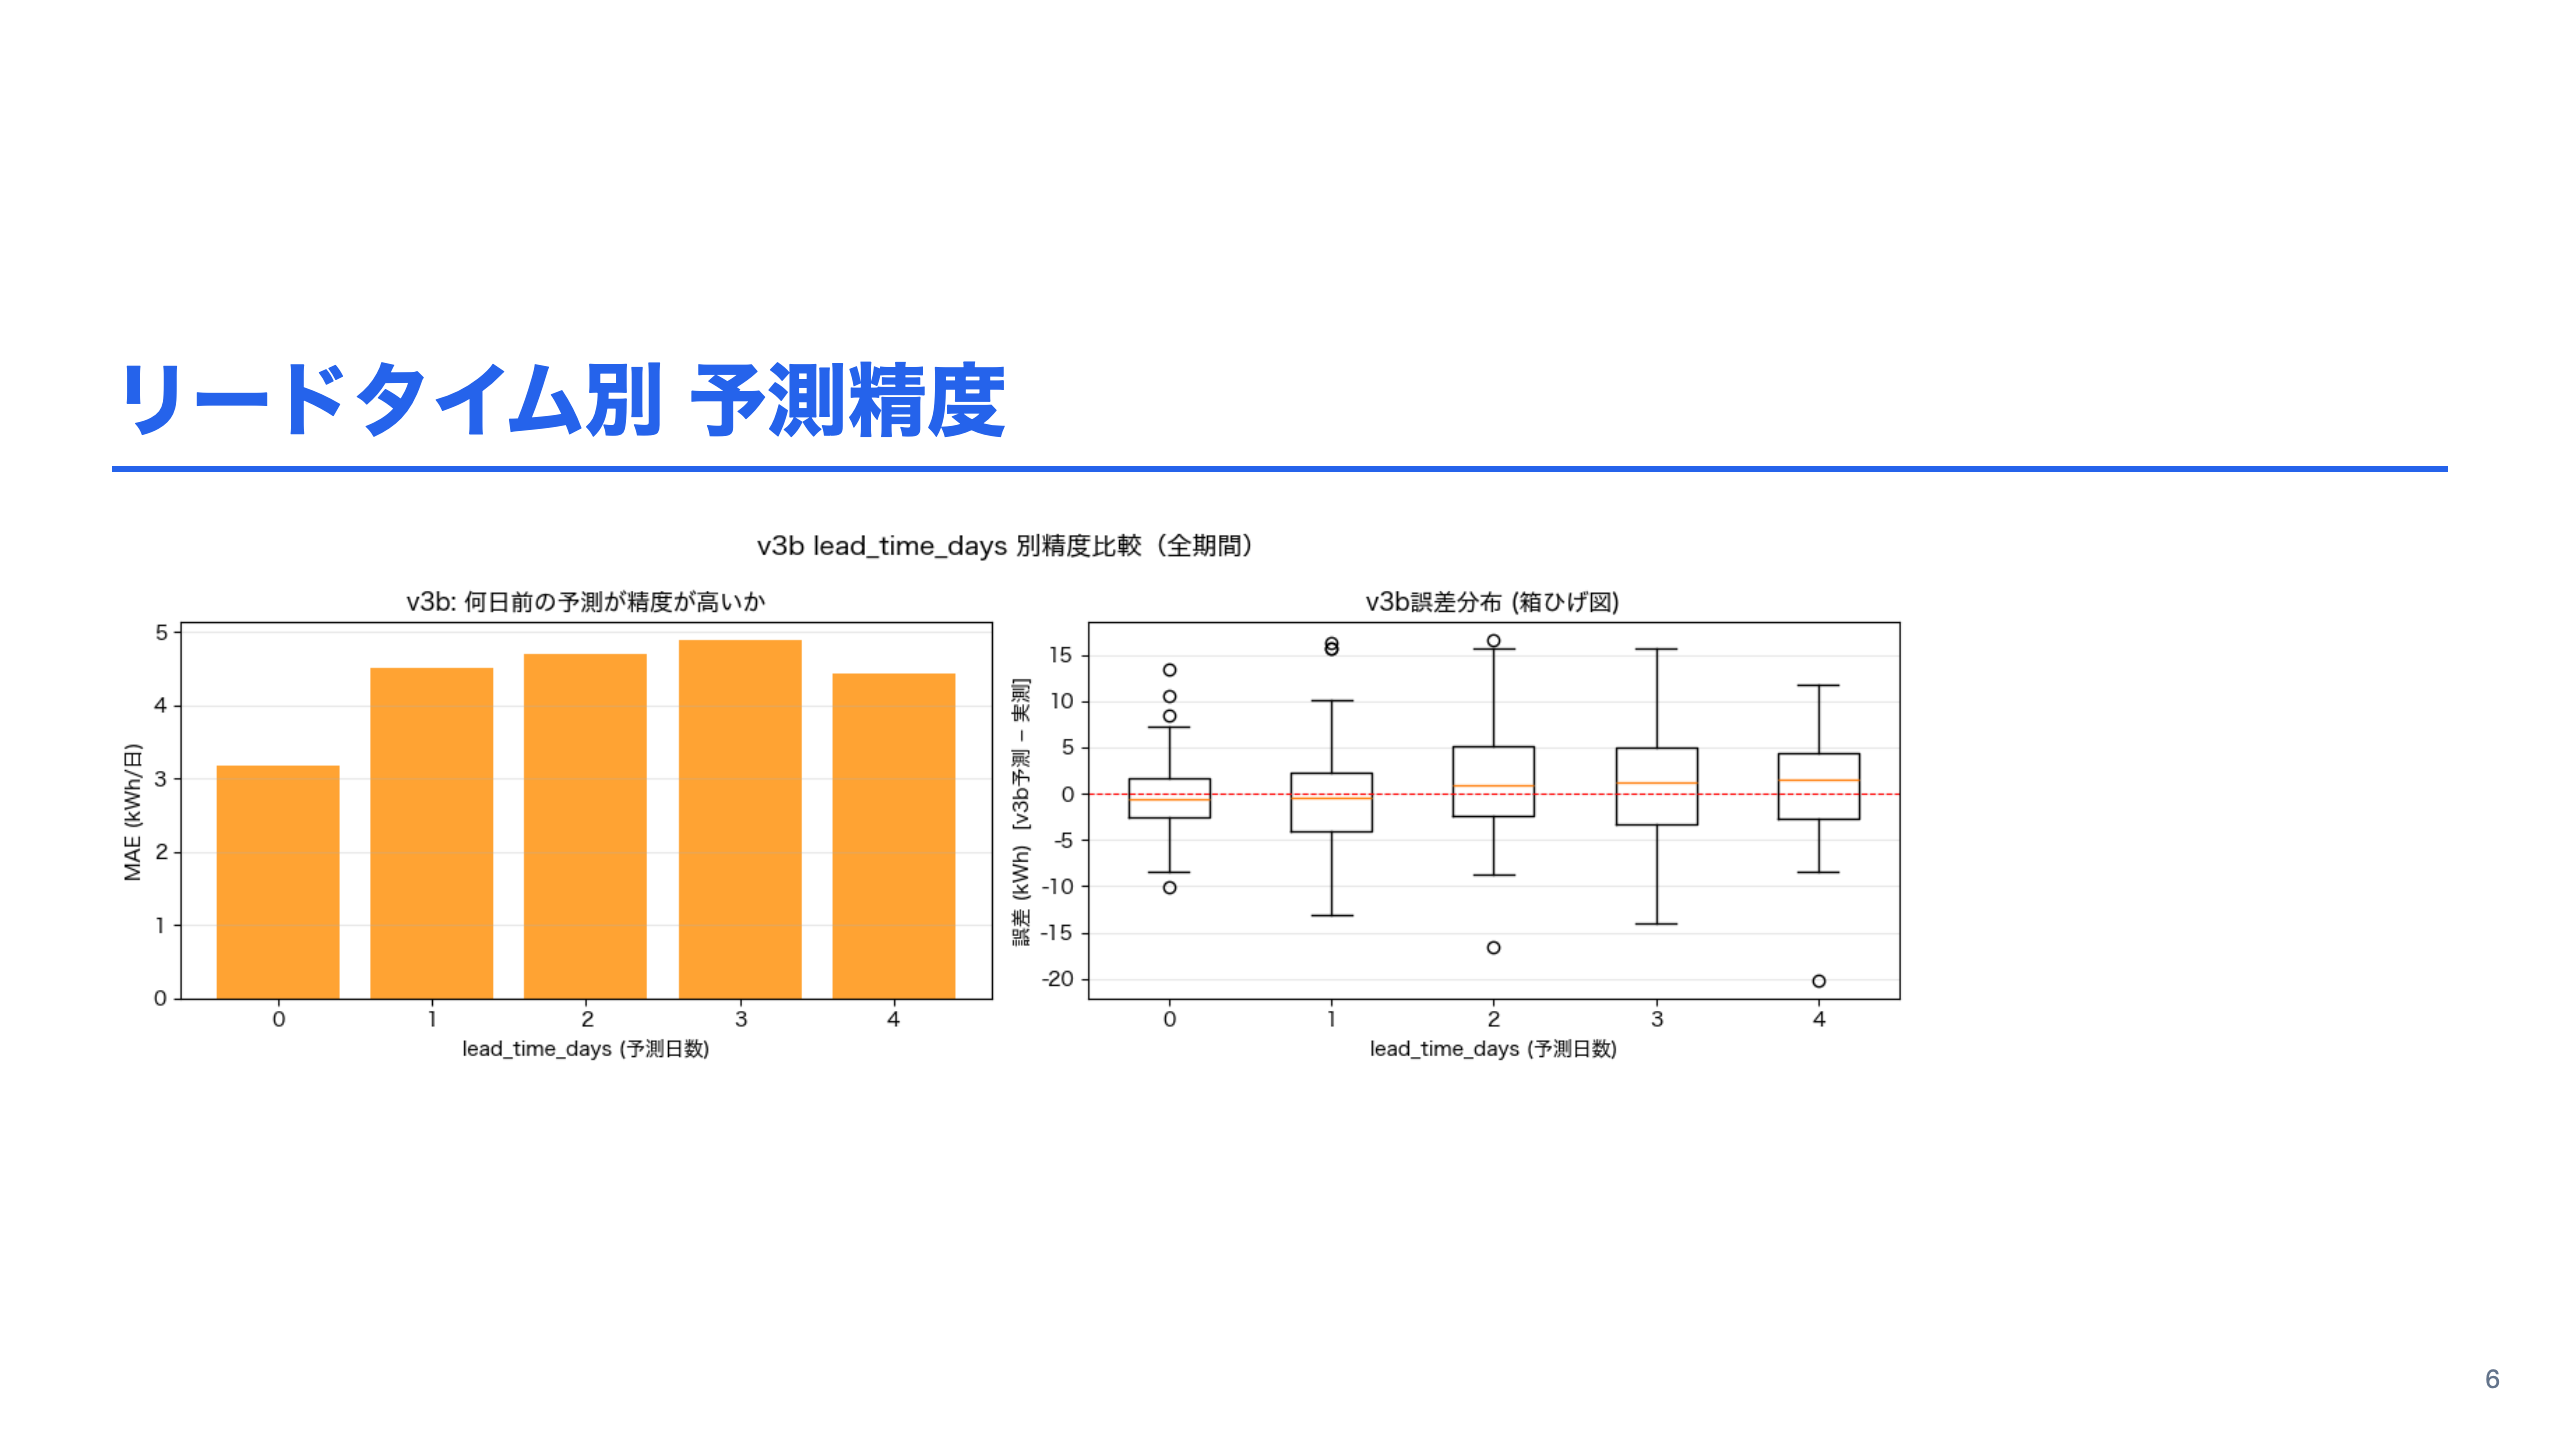 リードタイム別 予測精度
v3b lead_time_days 別精度比較（全期間）
v3b: 何日前の予測が精度が高いか
MAE (kWh/日)
5
4
3
2
1
0
0 1 2 3 4
lead_time_days (予測日数)
v3b誤差分布 (箱ひげ図)
誤差 (kWh) [v3b予測 − 実測]
15
10
5
0
-5
-10
-15
-20
0 1 2 3 4
lead_time_days (予測日数)
6